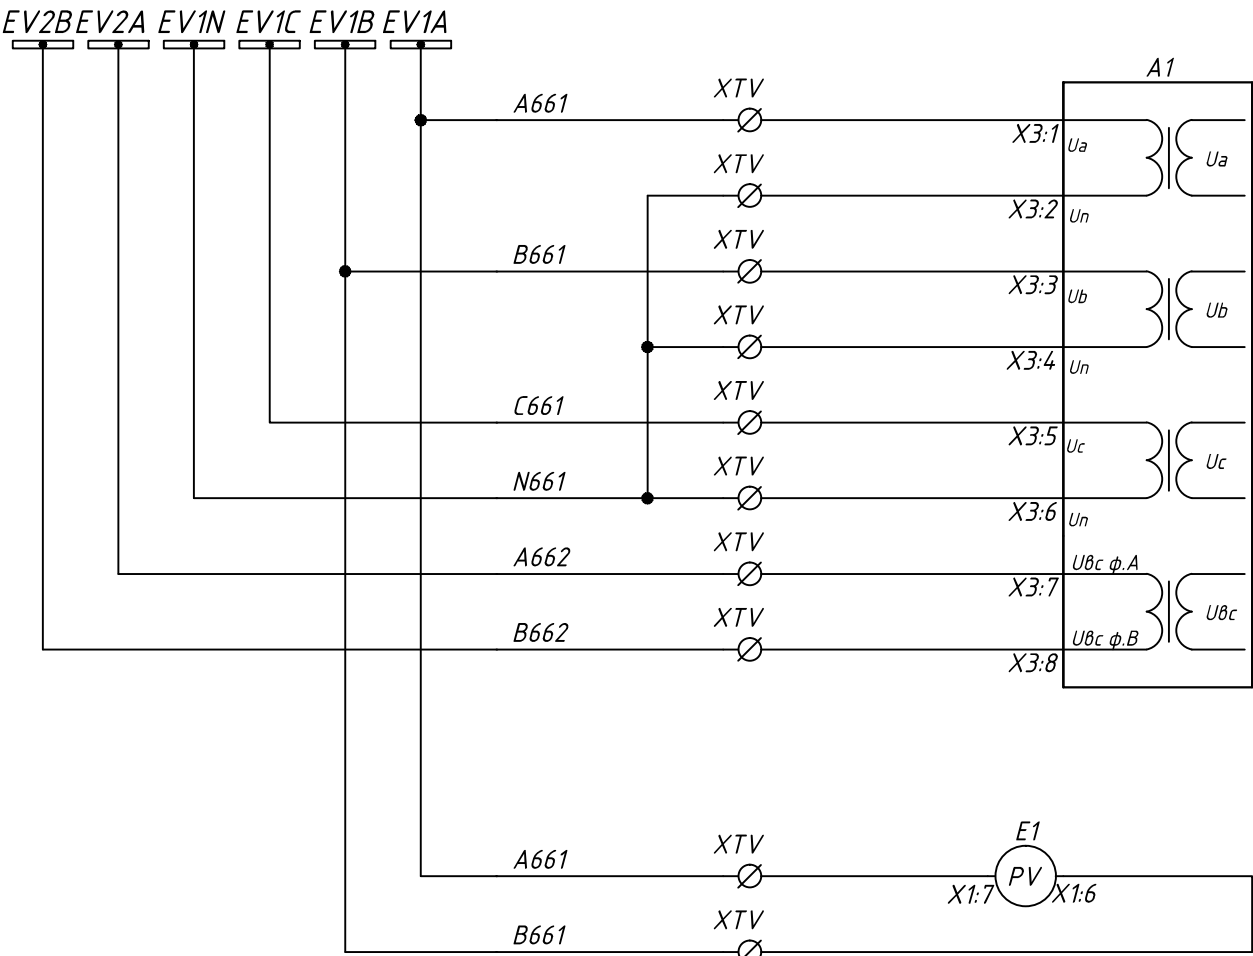 EV2B EV2A EV1N EV1C EV1B EV1A
A1
A661 XTV
X3:1 Ua Ua
XTV
X3:2 Un
B661 XTV
X3:3 Ub Ub
XTV
X3:4 Un
C661 XTV
X3:5 Uc Uc
N661 XTV
X3:6 Un
A662 XTV Uвс ф.А
X3:7 Uвс
B662 XTV Uвс ф.В
X3:8
E1
A661 XTV
X1:7 PV X1:6
B661 XTV